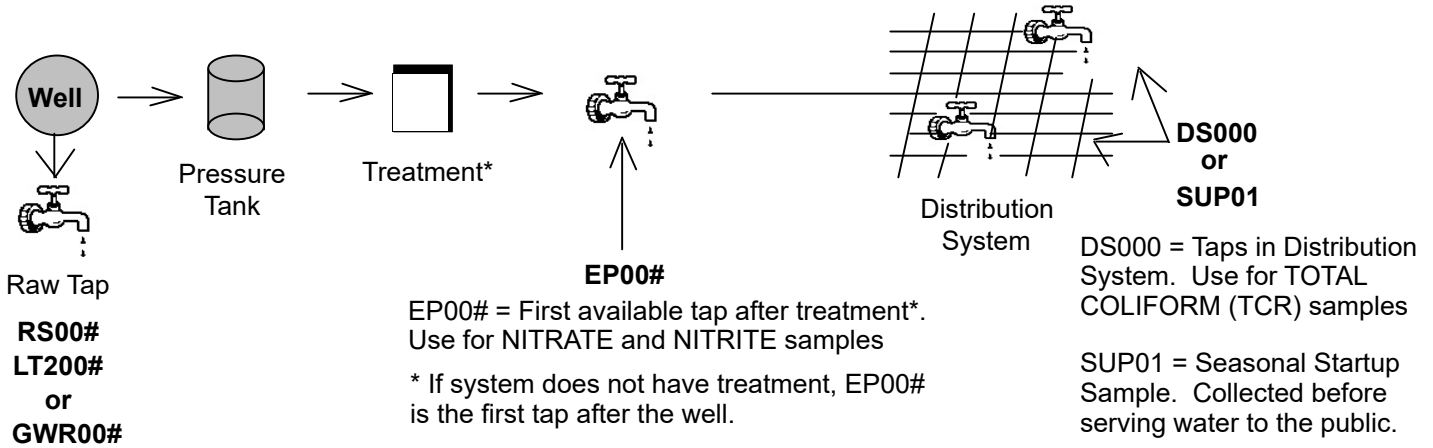 Well
Pressure
Tank
Treatment*
Raw Tap
RS00#
LT200#
or
GWR00#
EP00#
EP00# = First available tap after treatment*.
Use for NITRATE and NITRITE samples
* If system does not have treatment, EP00#
is the first tap after the well.
Distribution
System
DS000
or
SUP01
DS000 = Taps in Distribution
System. Use for TOTAL
COLIFORM (TCR) samples
SUP01 = Seasonal Startup
Sample. Collected before
serving water to the public.